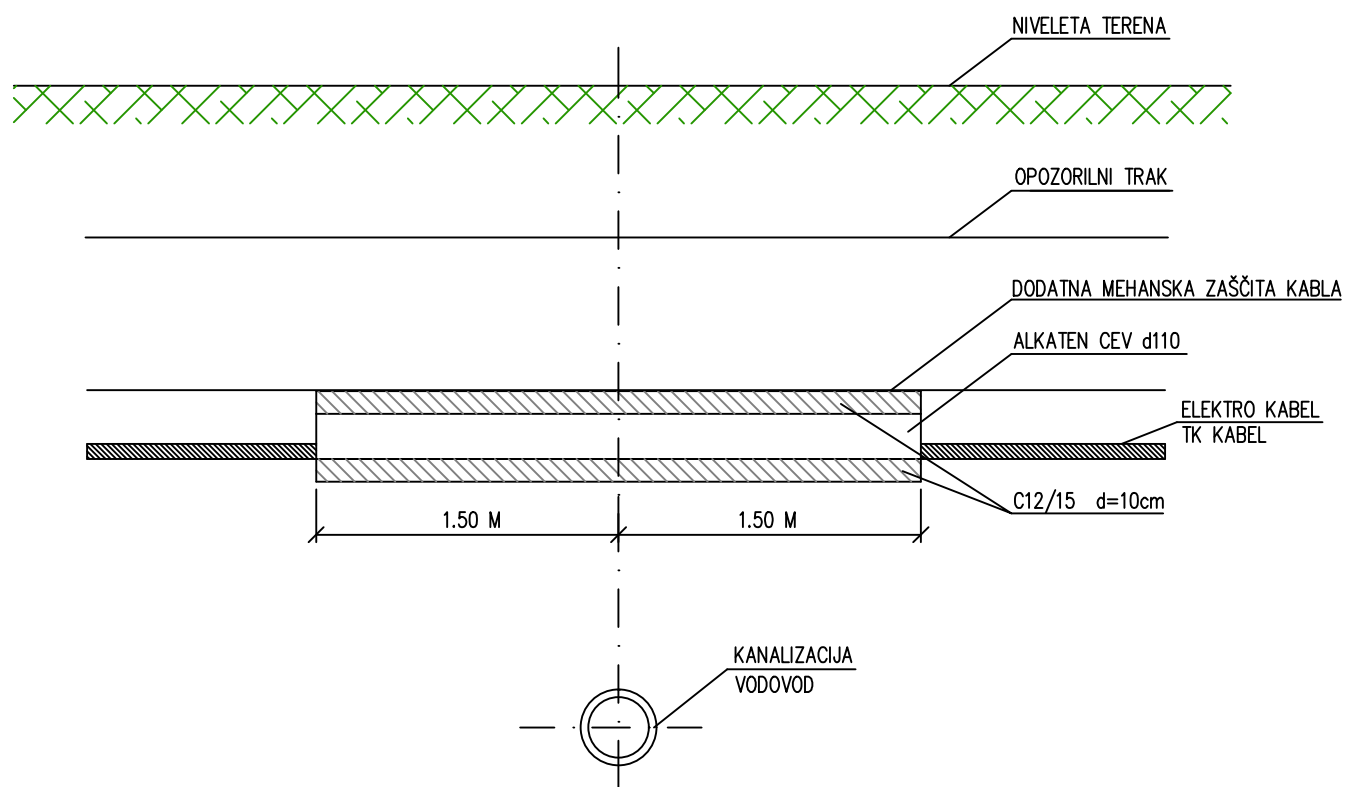 NIVELETA TERENA
OPOZORILNI TRAK
DODATNA MEHANSKA ZAŠČITA KABLA
ALKATEN CEV d110
ELEKTRO KABEL
TK KABEL
C12/15 d=10cm
1.50 M
1.50 M
KANALIZACIJA
VODOVOD